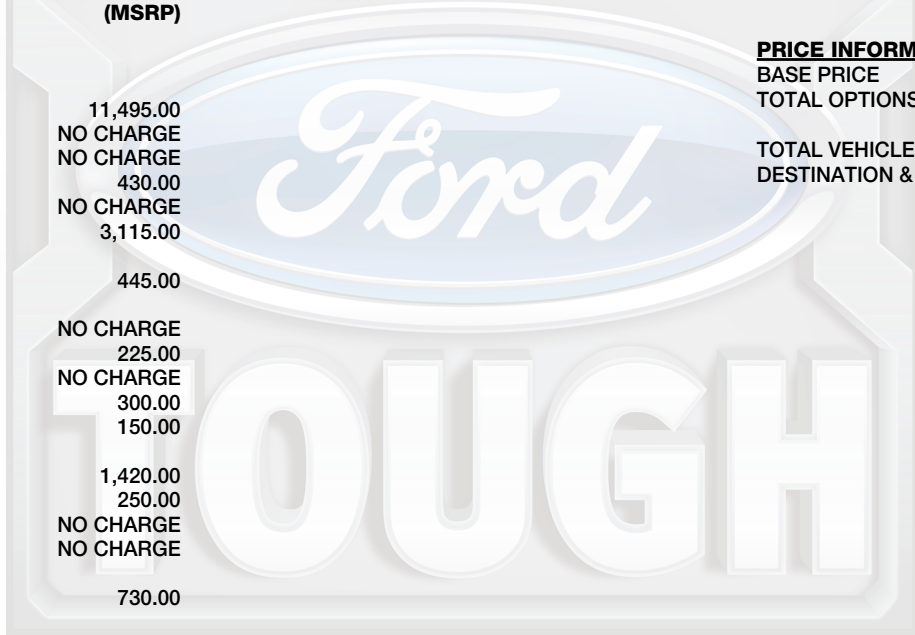 (MSRP)
11,495.00
NO CHARGE
NO CHARGE
430.00
NO CHARGE
3,115.00
445.00
NO CHARGE
225.00
NO CHARGE
300.00
150.00
1,420.00
250.00
NO CHARGE
NO CHARGE
730.00
PRICE INFORM
BASE PRICE
TOTAL OPTIONS
TOTAL VEHICLE
DESTINATION &
Ford
TOUGH